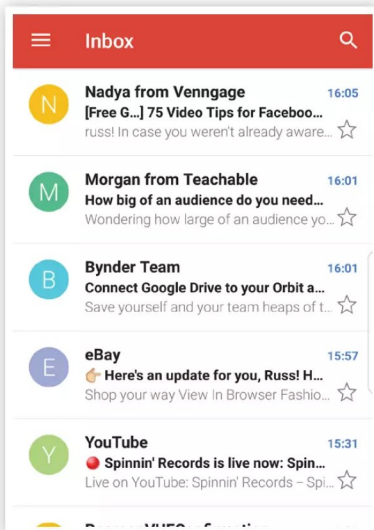 Inbox
N
Nadya from Venngage 16:05
[Free G...] 75 Video Tips for Faceboo...
russ! In case you weren't already aware...
M
Morgan from Teachable 16:01
How big of an audience do you need...
Wondering how large of an audience yo...
B
Bynder Team 16:01
Connect Google Drive to your Orbit a...
Save yourself and your team heaps of t...
E
eBay 15:57
👉🏼 Here's an update for you, Russ! H...
Shop your way View In Browser Fashio...
Y
YouTube 15:31
🔴 Spinnin' Records is live now: Spin...
Live on YouTube: Spinnin' Records – Spi...